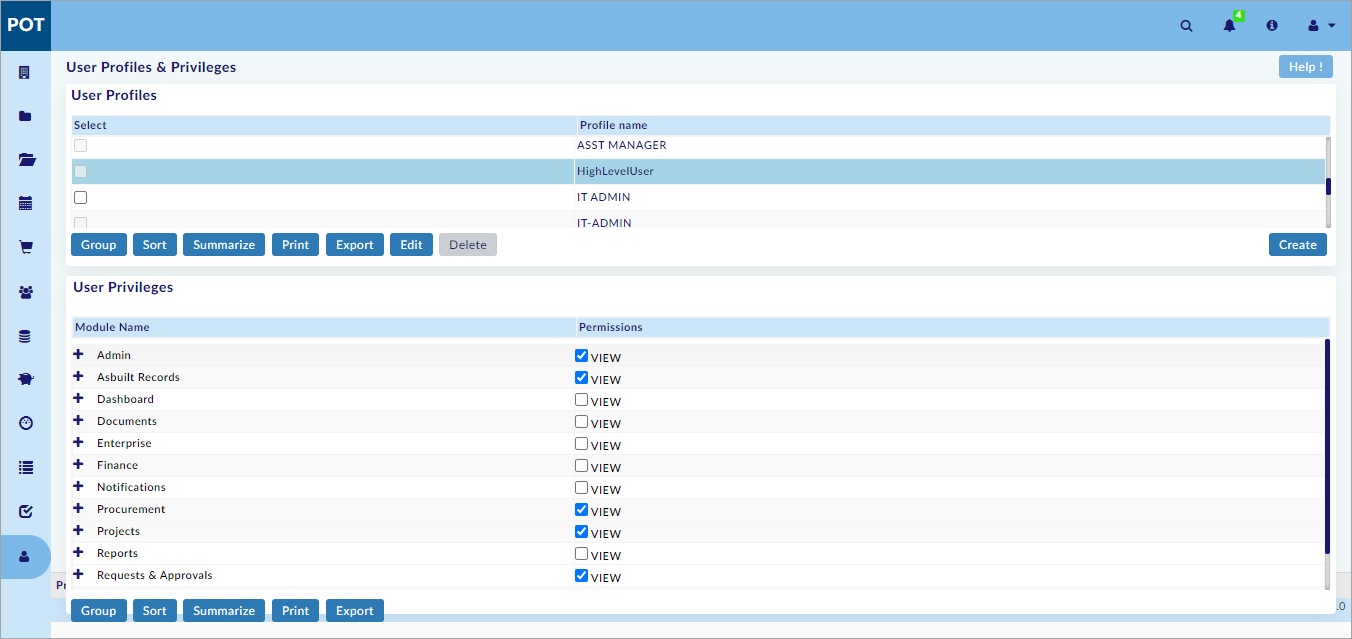 POT
4
User Profiles & Privileges
Help !
User Profiles
Select Profile name
ASST MANAGER
HighLevelUser
IT ADMIN
IT-ADMIN
Group Sort Summarize Print Export Edit Delete Create
User Privileges
Module Name Permissions
Admin VIEW
Asbuilt Records VIEW
Dashboard VIEW
Documents VIEW
Enterprise VIEW
Finance VIEW
Notifications VIEW
Procurement VIEW
Projects VIEW
Reports VIEW
Requests & Approvals VIEW
Group Sort Summarize Print Export